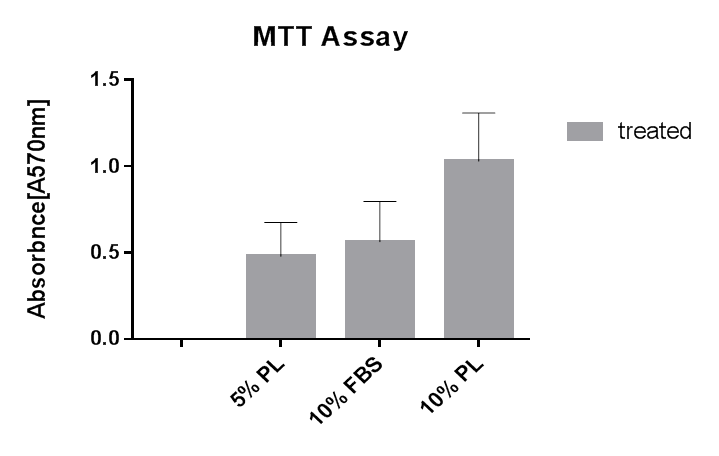 MTT Assay
Absorbnce[A570nm]
1.5
1.0
0.5
0.0
5% PL
10% FBS
10% PL
treated